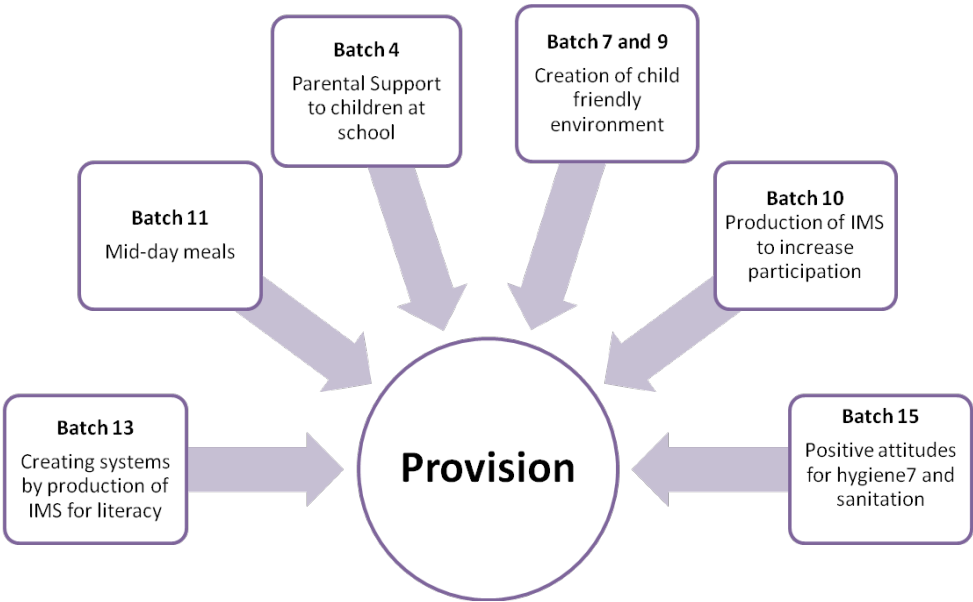 Batch 4
Parental Support
to children at
school
Batch 7 and 9
Creation of child
friendly
environment
Batch 11
Mid-day meals
Batch 10
Production of IMS
to increase
participation
Batch 13
Creating systems
by production of
IMS for literacy
Provision
Batch 15
Positive attitudes
for hygiene7 and
sanitation